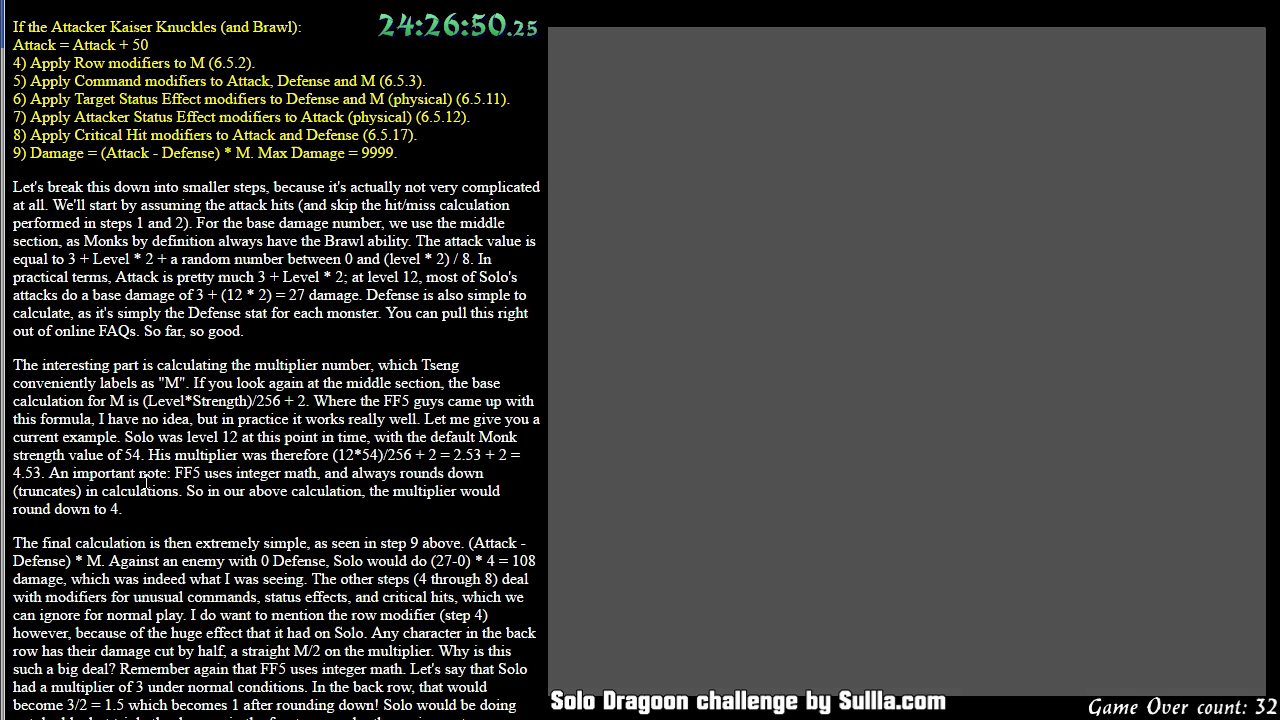 If the Attacker Kaiser Knuckles (and Brawl):
24:26:50.25
Attack = Attack + 50
4) Apply Row modifiers to M (6.5.2).
5) Apply Command modifiers to Attack, Defense and M (6.5.3).
6) Apply Target Status Effect modifiers to Defense and M (physical) (6.5.11).
7) Apply Attacker Status Effect modifiers to Attack (physical) (6.5.12).
8) Apply Critical Hit modifiers to Attack and Defense (6.5.17).
9) Damage = (Attack - Defense) * M. Max Damage = 9999.
Let's break this down into smaller steps, because it's actually not very complicated
at all. We'll start by assuming the attack hits (and skip the hit/miss calculation
performed in steps 1 and 2). For the base damage number, we use the middle
section, as Monks by definition always have the Brawl ability. The attack value is
equal to 3 + Level * 2 + a random number between 0 and (level * 2) / 8. In
practical terms, Attack is pretty much 3 + Level * 2; at level 12, most of Solo's
attacks do a base damage of 3 + (12 * 2) = 27 damage. Defense is also simple to
calculate, as it's simply the Defense stat for each monster. You can pull this right
out of online FAQs. So far, so good.
The interesting part is calculating the multiplier number, which Tseng
conveniently labels as "M". If you look again at the middle section, the base
calculation for M is (Level*Strength)/256 + 2. Where the FF5 guys came up with
this formula, I have no idea, but in practice it works really well. Let me give you a
current example. Solo was level 12 at this point in time, with the default Monk
strength value of 54. His multiplier was therefore (12*54)/256 + 2 = 2.53 + 2 =
4.53. An important note: FF5 uses integer math, and always rounds down
(truncates) in calculations. So in our above calculation, the multiplier would
round down to 4.
The final calculation is then extremely simple, as seen in step 9 above. (Attack -
Defense) * M. Against an enemy with 0 Defense, Solo would do (27-0) * 4 = 108
damage, which was indeed what I was seeing. The other steps (4 through 8) deal
with modifiers for unusual commands, status effects, and critical hits, which we
can ignore for normal play. I do want to mention the row modifier (step 4)
however, because of the huge effect that it had on Solo. Any character in the back
row has their damage cut by half, a straight M/2 on the multiplier. Why is this
such a big deal? Remember again that FF5 uses integer math. Let's say that Solo
had a multiplier of 3 under normal conditions. In the back row, that would
become 3/2 = 1.5 which becomes 1 after rounding down! Solo would be doing
Solo Dragoon challenge by Sullla.com
Game Over count: 32